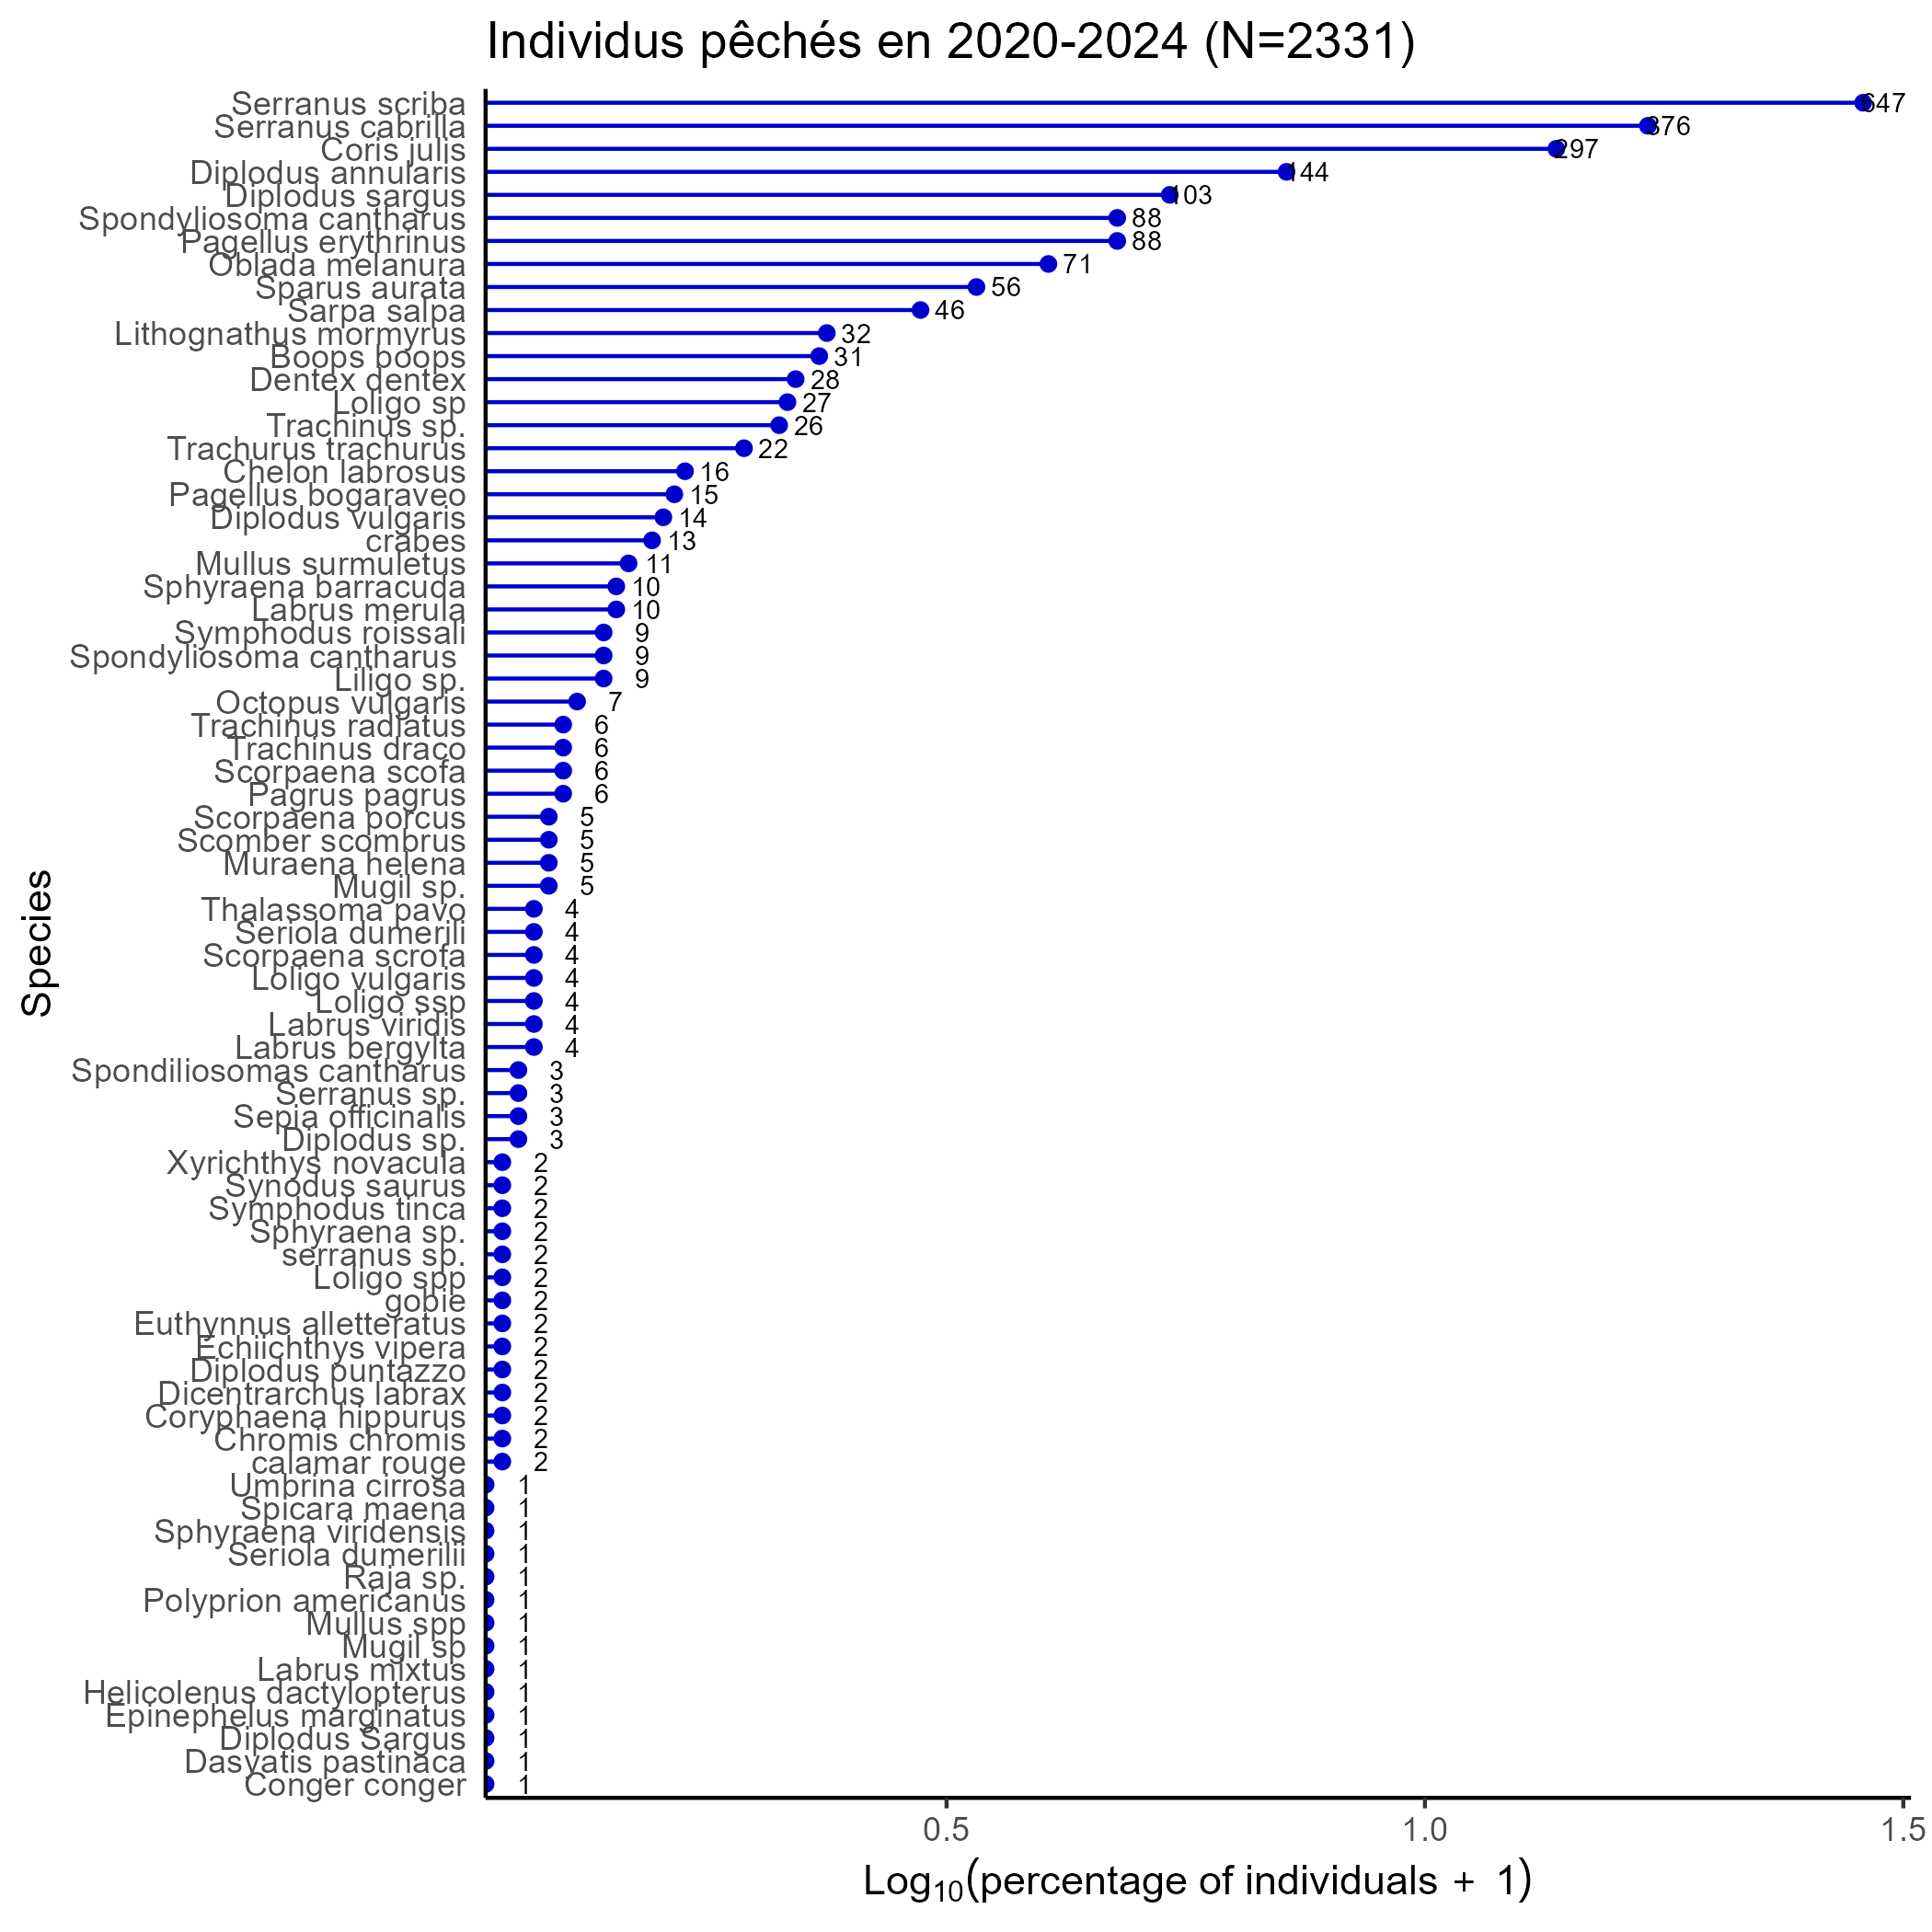 Individus pêchés en 2020-2024 (N=2331)
Serranus scriba 647
Serranus cabrilla 376
Coris julis 297
Diplodus annularis 144
Diplodus sargus 103
Spondyliosoma cantharus 88
Pagellus erythrinus 88
Oblada melanura 71
Sparus aurata 56
Sarpa salpa 46
Lithognathus mormyrus 32
Boops boops 31
Dentex dentex 28
Loligo sp 27
Trachinus sp. 26
Trachurus trachurus 22
Chelon labrosus 16
Pagellus bogaraveo 15
Diplodus vulgaris 14
crabes 13
Mullus surmuletus 11
Sphyraena barracuda 10
Labrus merula 10
Symphodus roissali 9
Spondyliosoma cantharus 9
Liligo sp. 9
Octopus vulgaris 7
Trachinus radiatus 6
Trachinus draco 6
Scorpaena scofa 6
Pagrus pagrus 6
Scorpaena porcus 5
Scomber scombrus 5
Muraena helena 5
Mugil sp. 5
Thalassoma pavo 4
Seriola dumerili 4
Scorpaena scrofa 4
Loligo vulgaris 4
Loligo ssp 4
Labrus viridis 4
Labrus bergylta 4
Spondiliosomas cantharus 3
Serranus sp. 3
Sepia officinalis 3
Diplodus sp. 3
Xyrichthys novacula 2
Synodus saurus 2
Symphodus tinca 2
Sphyraena sp. 2
serranus sp. 2
Loligo spp 2
gobie 2
Euthynnus alletteratus 2
Echiichthys vipera 2
Diplodus puntazzo 2
Dicentrarchus labrax 2
Coryphaena hippurus 2
Chromis chromis 2
calamar rouge 2
Umbrina cirrosa 1
Spicara maena 1
Sphyraena viridensis 1
Seriola dumerilii 1
Raja sp. 1
Polyprion americanus 1
Mullus spp 1
Mugil sp 1
Labrus mixtus 1
Helicolenus dactylopterus 1
Epinephelus marginatus 1
Diplodus Sargus 1
Dasyatis pastinaca 1
Conger conger 1
Species
0.5 1.0 1.5
Log₁₀(percentage of individuals + 1)